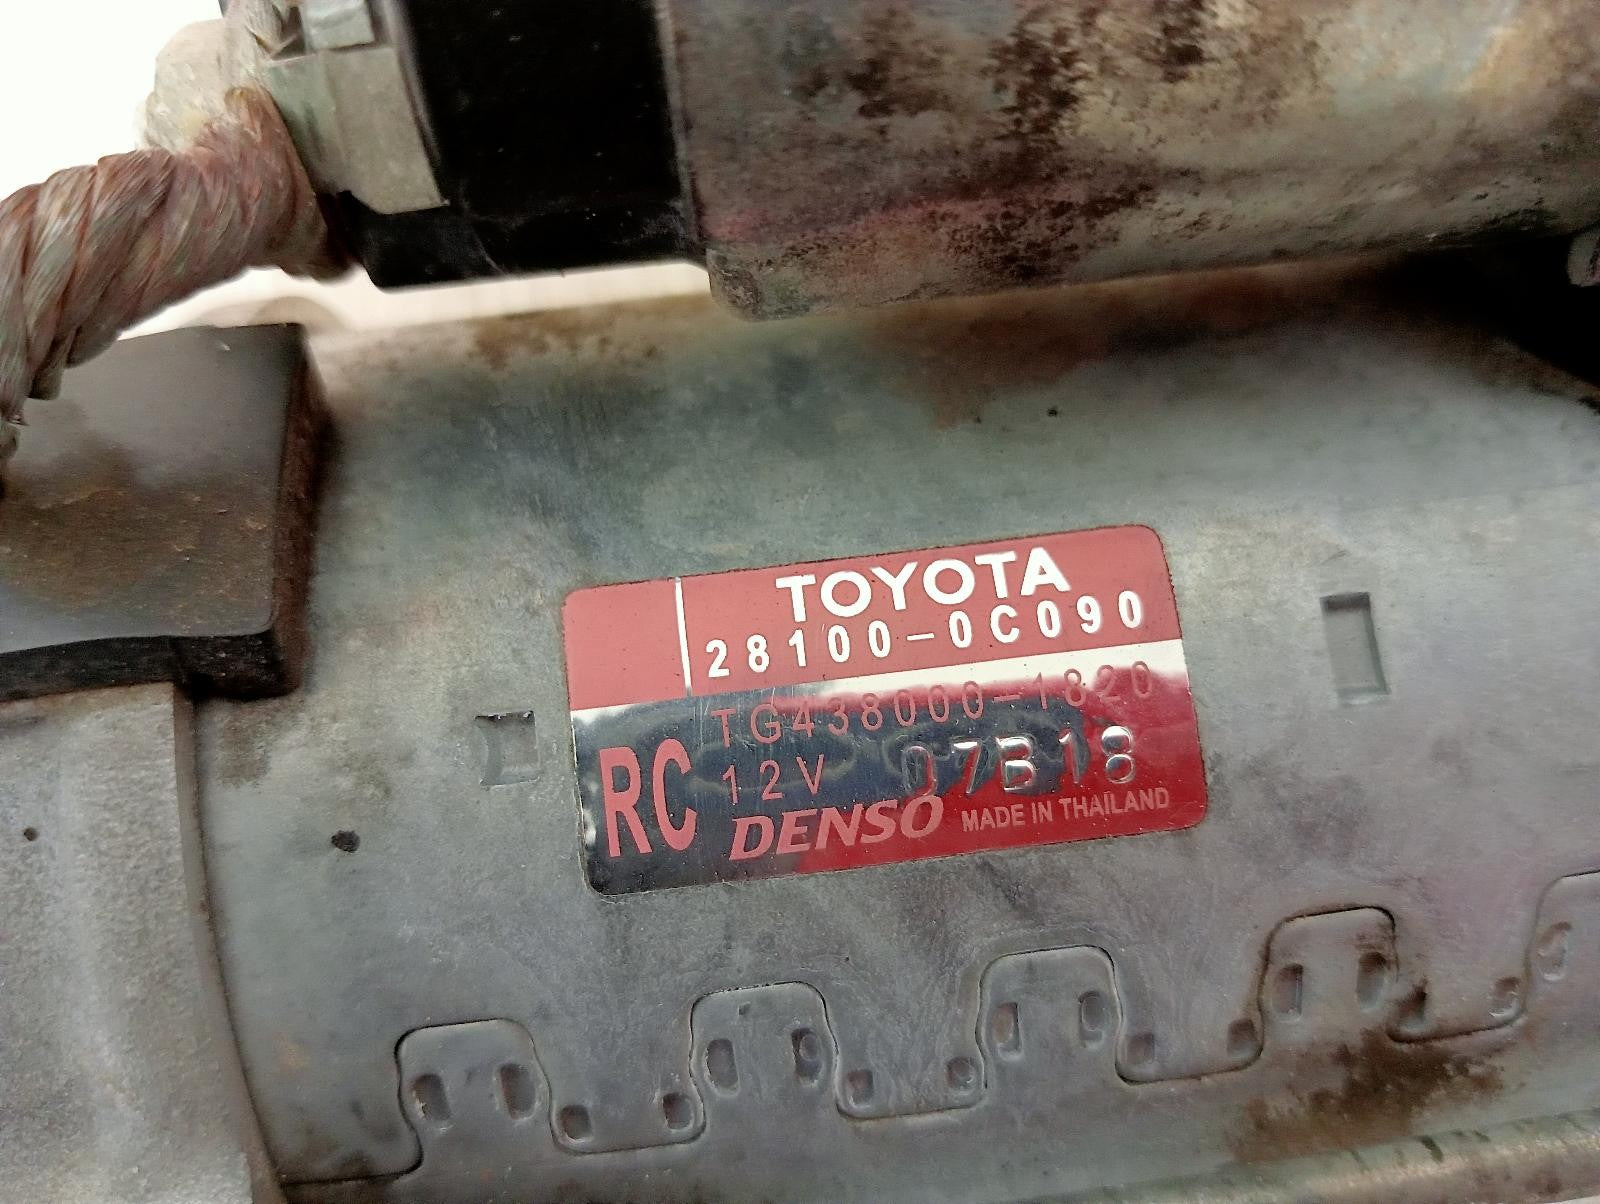 TOYOTA
28100-0C090
TG438000-1820
RC 12V 07B18
DENSO MADE IN THAILAND